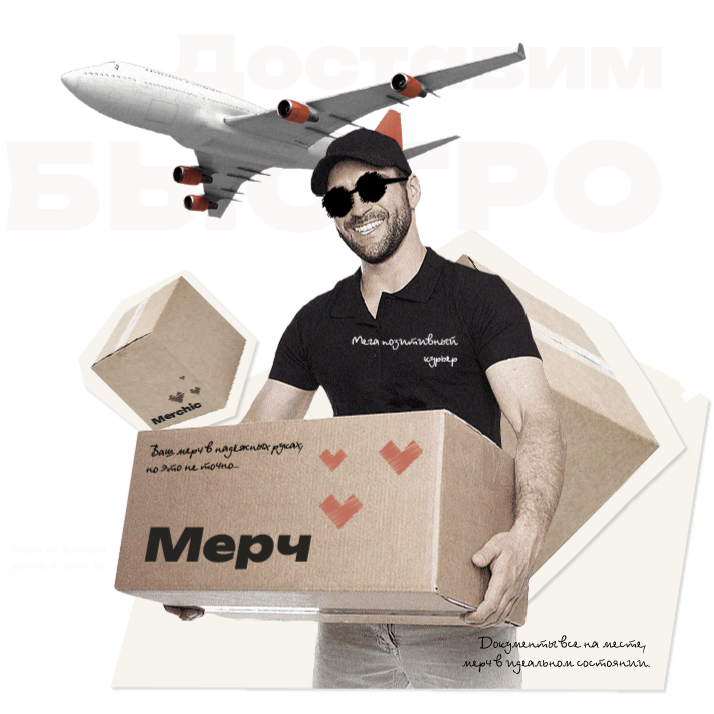 Доставим
БЫСТРО
Мега позитивный
курьер
Merchic
Ваш мерч в надёжных руках,
но это не точно...
Мерч
Документы все на месте,
мерч в идеальном состоянии.